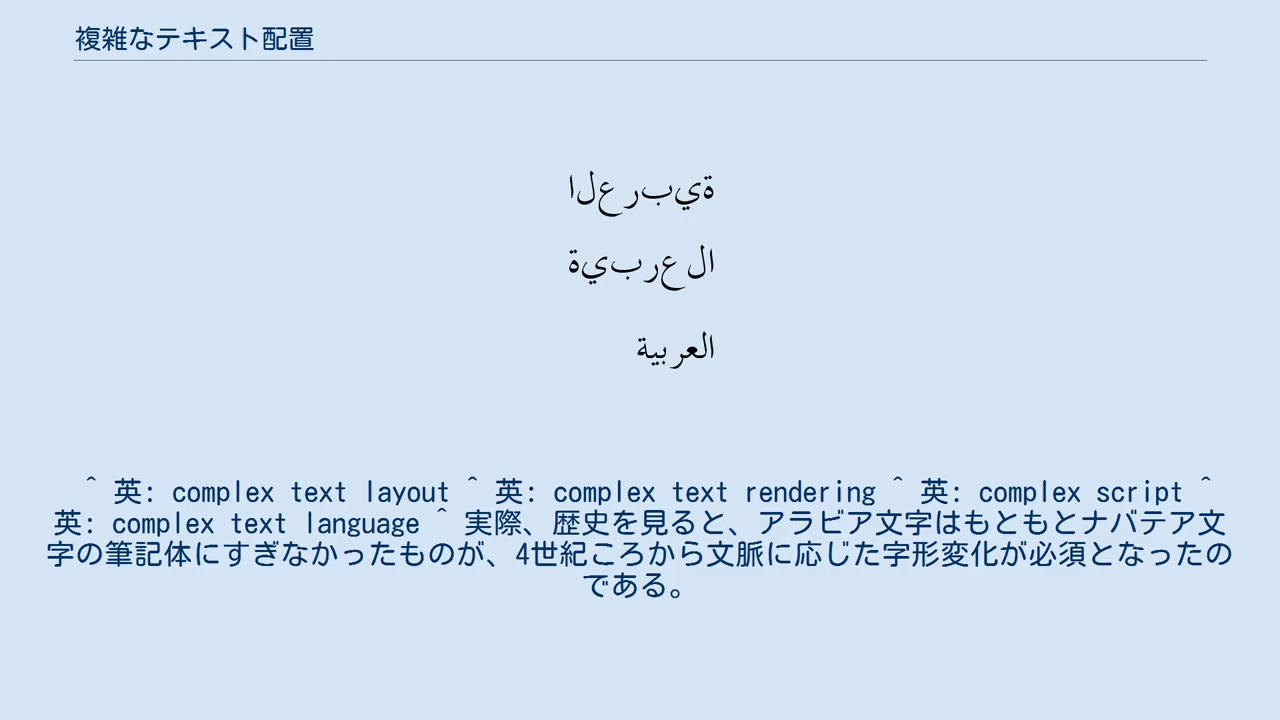 複雑なテキスト配置
ة ي ب ر ع ل ا
ا ل ع ر ب ي ة
العربية
^ 英: complex text layout ^ 英: complex text rendering ^ 英: complex script ^
英: complex text language ^ 実際、歴史を見ると、アラビア文字はもともとナバテア文
字の筆記体にすぎなかったものが、4世紀ころから文脈に応じた字形変化が必須となったの
である。